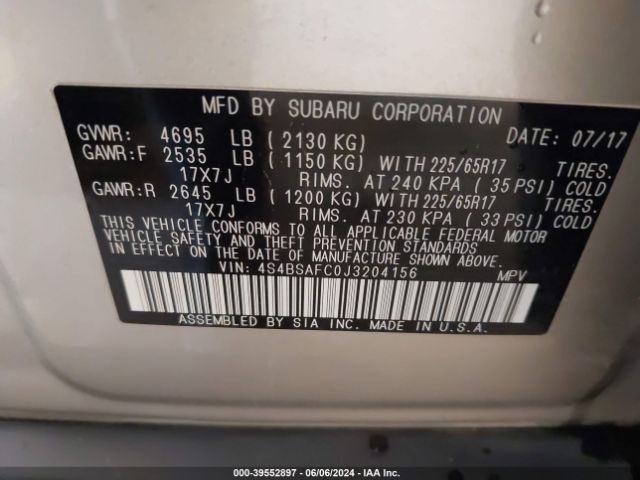 MFD BY SUBARU CORPORATION
GVWR: 4695 LB ( 2130 KG) DATE: 07/17
GAWR:F 2535 LB ( 1150 KG) WITH 225/65R17 TIRES.
17X7J RIMS. AT 240 KPA ( 35 PSI) COLD
GAWR:R 2645 LB ( 1200 KG) WITH 225/65R17 TIRES.
17X7J RIMS. AT 230 KPA ( 33 PSI) COLD
THIS VEHICLE CONFORMS TO ALL APPLICABLE FEDERAL MOTOR
VEHICLE SAFETY AND THEFT PREVENTION STANDARDS
IN EFFECT ON THE DATE OF MANUFACTURE SHOWN ABOVE.
VIN: 4S4BSAFC0J3204156 MPV
ASSEMBLED BY SIA INC. MADE IN U.S.A.
000-39552897 - 06/06/2024 - IAA Inc.